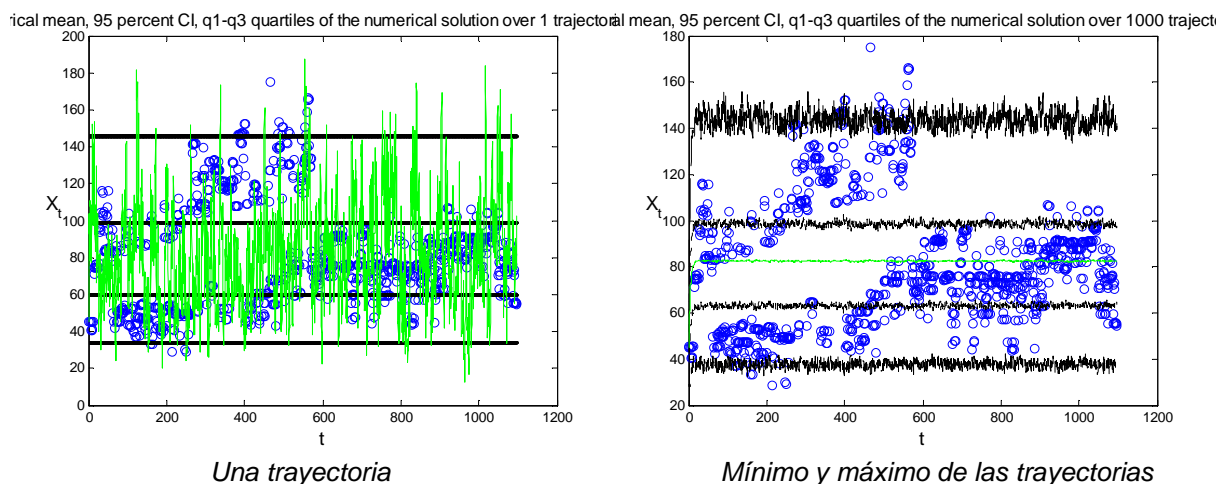 rical mean, 95 percent CI, q1-q3 quartiles of the numerical solution over 1 trajectori
al mean, 95 percent CI, q1-q3 quartiles of the numerical solution over 1000 trajecto
200
180
160
140
120
100
80
60
40
20
0
X_t
0 200 400 600 800 1000 1200
t
180
160
140
120
100
80
60
40
20
X_t
0 200 400 600 800 1000 1200
t
Una trayectoria
Mínimo y máximo de las trayectorias